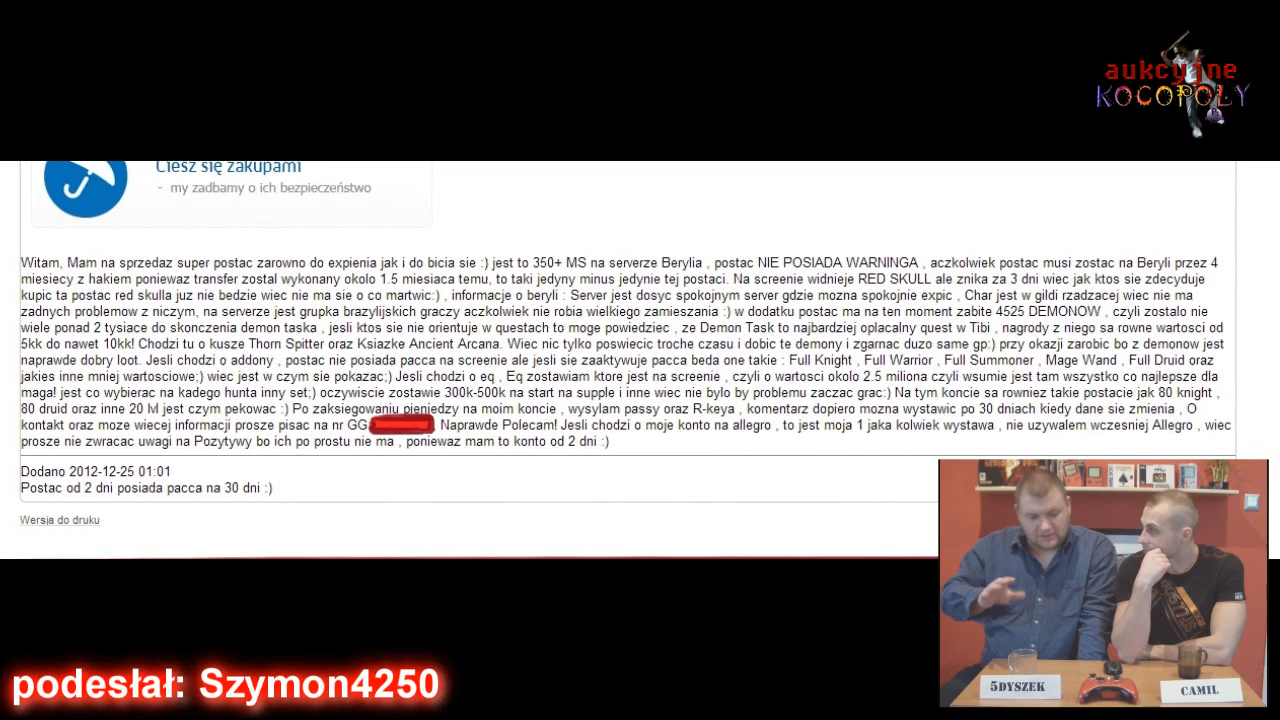 aukcyjne
KOCOPOLY
Ciesz się zakupami
- my zadbamy o ich bezpieczeństwo
Witam, Mam na sprzedaz super postac zarowno do expienia jak i do bicia sie :) jest to 350+ MS na serverze Berylia , postac NIE POSIADA WARNINGA , aczkolwiek postac musi zostac na Beryli przez 4
miesiecy z hakiem poniewaz transfer zostal wykonany okolo 1.5 miesiaca temu, to taki jedyny minus jedynie tej postaci. Na screenie widnieje RED SKULL ale znika za 3 dni wiec jak ktos sie zdecyduje
kupic ta postac red skulla juz nie bedzie wiec nie ma sie o co martwic:) , informacje o beryli : Server jest dosyc spokojnym server gdzie mozna spokojnie expic , Char jest w gildi rzadzacej wiec nie ma
zadnych problemow z niczym, na serverze jest grupka brazylijskich graczy aczkolwiek nie robia wielkiego zamieszania :) w dodatku postac ma na ten moment zabite 4525 DEMONOW , czyli zostalo nie
wiele ponad 2 tysiace do skonczenia demon taska , jesli ktos sie nie orientuje w questach to moge powiedziec , ze Demon Task to najbardziej oplacalny quest w Tibi , nagrody z niego sa rowne wartosci od
5kk do nawet 10kk! Chodzi tu o kusze Thorn Spitter oraz Ksiazke Ancient Arcana. Wiec nic tylko poswiecic troche czasu i dobic te demony i zgarnac duzo same gp:) przy okazji zarobic bo z demonow jest
naprawde dobry loot. Jesli chodzi o addony , postac nie posiada pacca na screenie ale jesli sie zaaktywuje pacca beda one takie : Full Knight , Full Warrior , Full Summoner , Mage Wand , Full Druid oraz
jakies inne mniej wartosciowe;) wiec jest w czym sie pokazac;) Jesli chodzi o eq , Eq zostawiam ktore jest na screenie , czyli o wartosci okolo 2.5 miliona czyli wsumie jest tam wszystko co najlepsze dla
maga! jest co wybierac na kadego hunta inny set;) oczywiscie zostawie 300k-500k na start na supple i inne wiec nie bylo by problemu zaczac grac:) Na tym koncie sa rowniez takie postacie jak 80 knight ,
80 druid oraz inne 20 lvl jest czym pekowac :) Po zaksiegowaniu pieniedzy na moim koncie , wysylam passy oraz R-keya , komentarz dopiero mozna wystawic po 30 dniach kiedy dane sie zmienia , O
kontakt oraz moze wiecej informacji prosze pisac na nr GG Naprawde Polecam! Jesli chodzi o moje konto na allegro , to jest moja 1 jaka kolwiek wystawa , nie uzywalem wczesniej Allegro , wiec
prosze nie zwracac uwagi na Pozytywy bo ich po prostu nie ma , poniewaz mam to konto od 2 dni :)
Dodano 2012-12-25 01:01
Postac od 2 dni posiada pacca na 30 dni :)
Wersja do druku
5DYSZEK
CAMIL
podesłał: Szymon4250